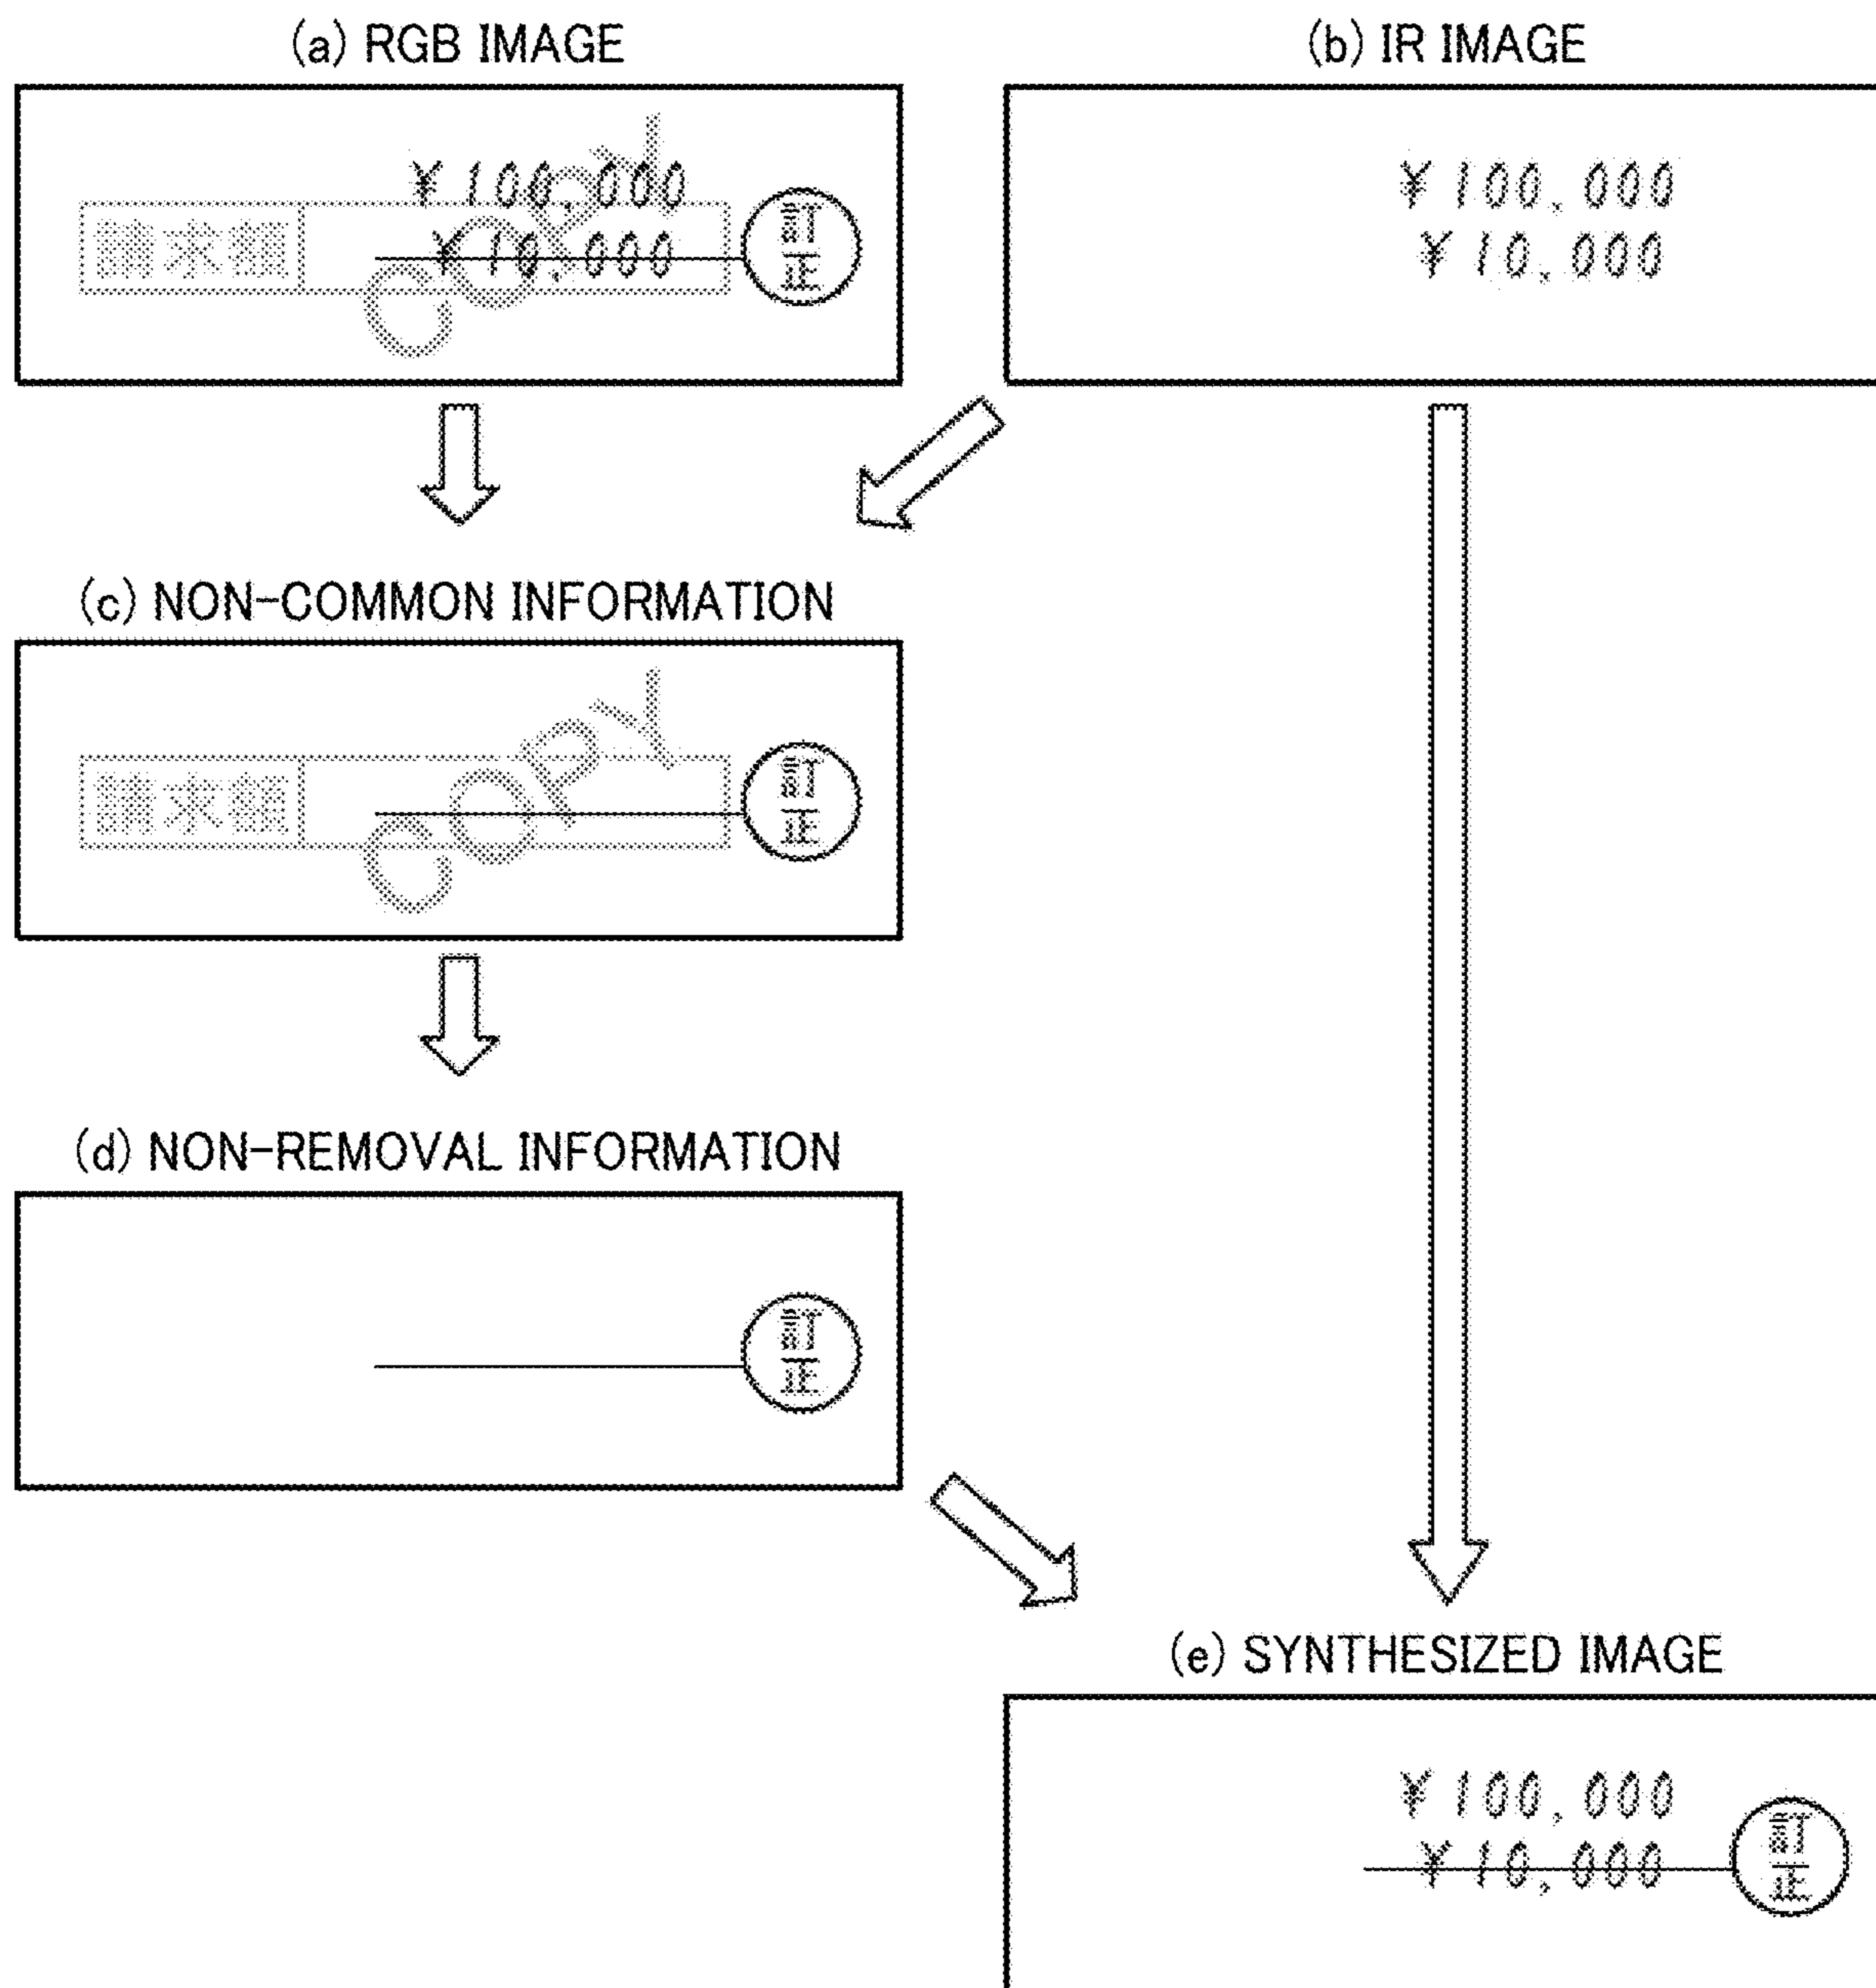 (a) RGB IMAGE
¥100,000
請求額
¥10,000
訂正
COPY
(b) IR IMAGE
¥100,000
¥10,000
(c) NON-COMMON INFORMATION
請求額
COPY
訂正
(d) NON-REMOVAL INFORMATION
訂正
(e) SYNTHESIZED IMAGE
¥100,000
¥10,000
訂正